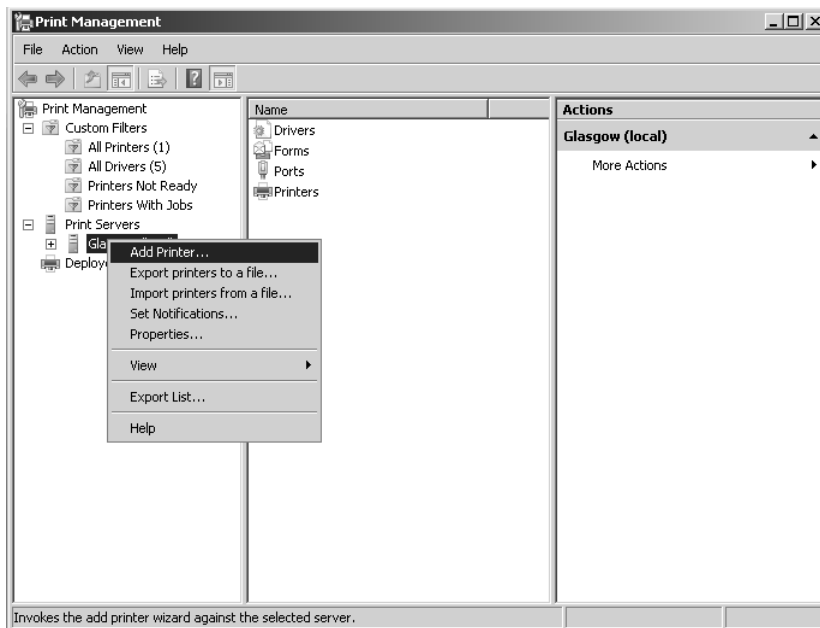 Print Management
File Action View Help
Print Management
Custom Filters
All Printers (1)
All Drivers (5)
Printers Not Ready
Printers With Jobs
Print Servers
Name
Drivers
Forms
Ports
Printers
Actions
Glasgow (local)
More Actions
Add Printer...
Export printers to a file...
Import printers from a file...
Set Notifications...
Properties...
View
Export List...
Help
Invokes the add printer wizard against the selected server.